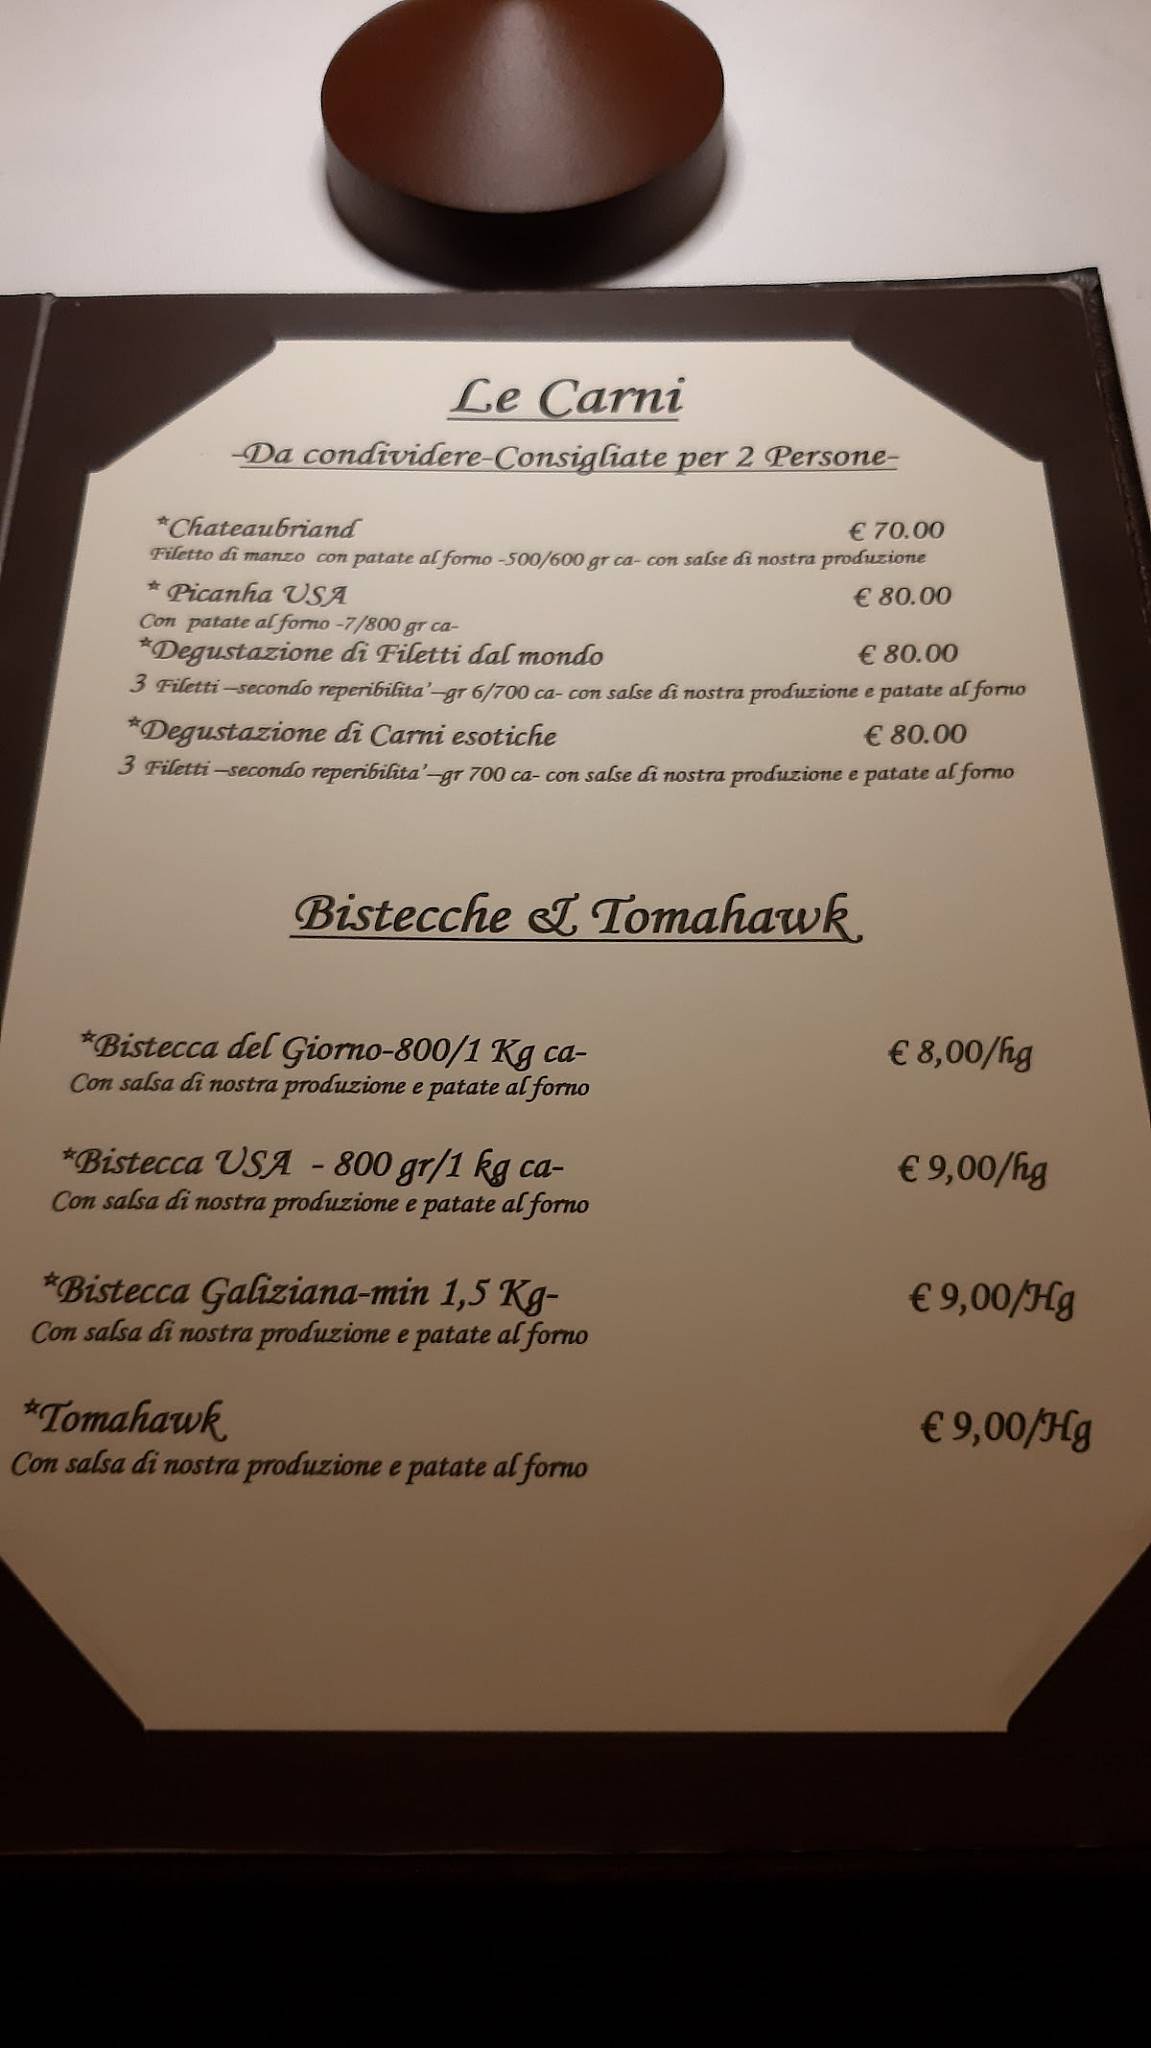 Le Carni
-Da condividere-Consigliate per 2 Persone-
*Chateaubriand € 70.00
Filetto di manzo con patate al forno -500/600 gr ca- con salse di nostra produzione
* Picanha USA € 80.00
Con patate al forno -7/800 gr ca-
*Degustazione di Filetti dal mondo € 80.00
3 Filetti –secondo reperibilita’–gr 6/700 ca- con salse di nostra produzione e patate al forno
*Degustazione di Carni esotiche € 80.00
3 Filetti –secondo reperibilita’–gr 700 ca- con salse di nostra produzione e patate al forno
Bistecche & Tomahawk
*Bistecca del Giorno-800/1 Kg ca- € 8,00/hg
Con salsa di nostra produzione e patate al forno
*Bistecca USA - 800 gr/1 kg ca- € 9,00/hg
Con salsa di nostra produzione e patate al forno
*Bistecca Galiziana-min 1,5 Kg- € 9,00/Hg
Con salsa di nostra produzione e patate al forno
*Tomahawk € 9,00/Hg
Con salsa di nostra produzione e patate al forno